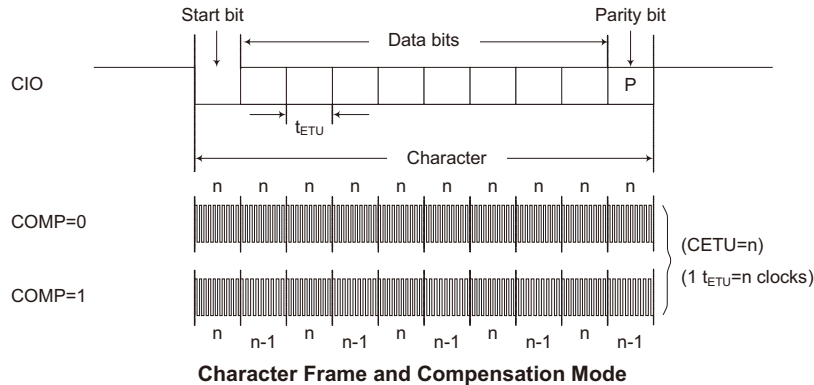 Start bit
Parity bit
Data bits
CIO
P
tETU
Character
n n n n n n n n n n
COMP=0
(CETU=n)
(1 tETU=n clocks)
COMP=1
n n-1 n n-1 n n-1 n n-1 n n-1
Character Frame and Compensation Mode